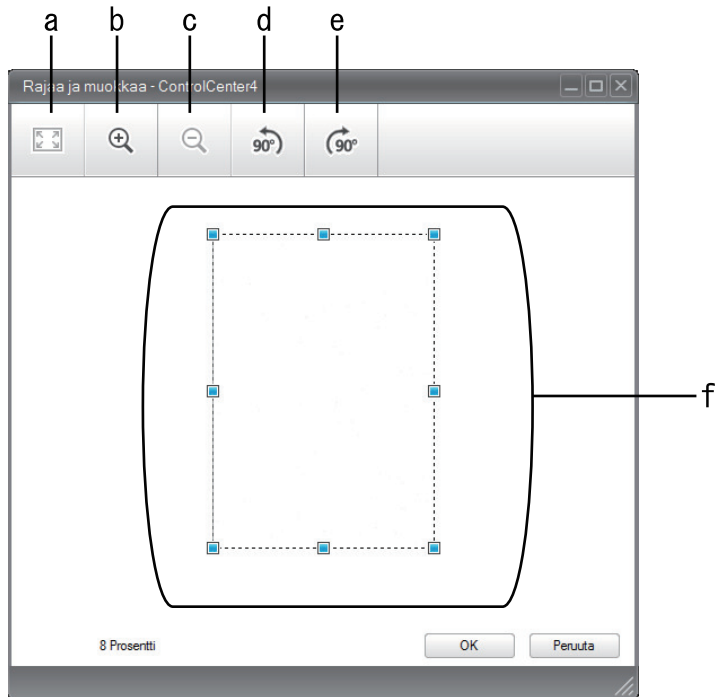 a b c d e
Rajaa ja muokkaa - ControlCenter4
90° 90°
f
8 Prosentti OK Peruuta